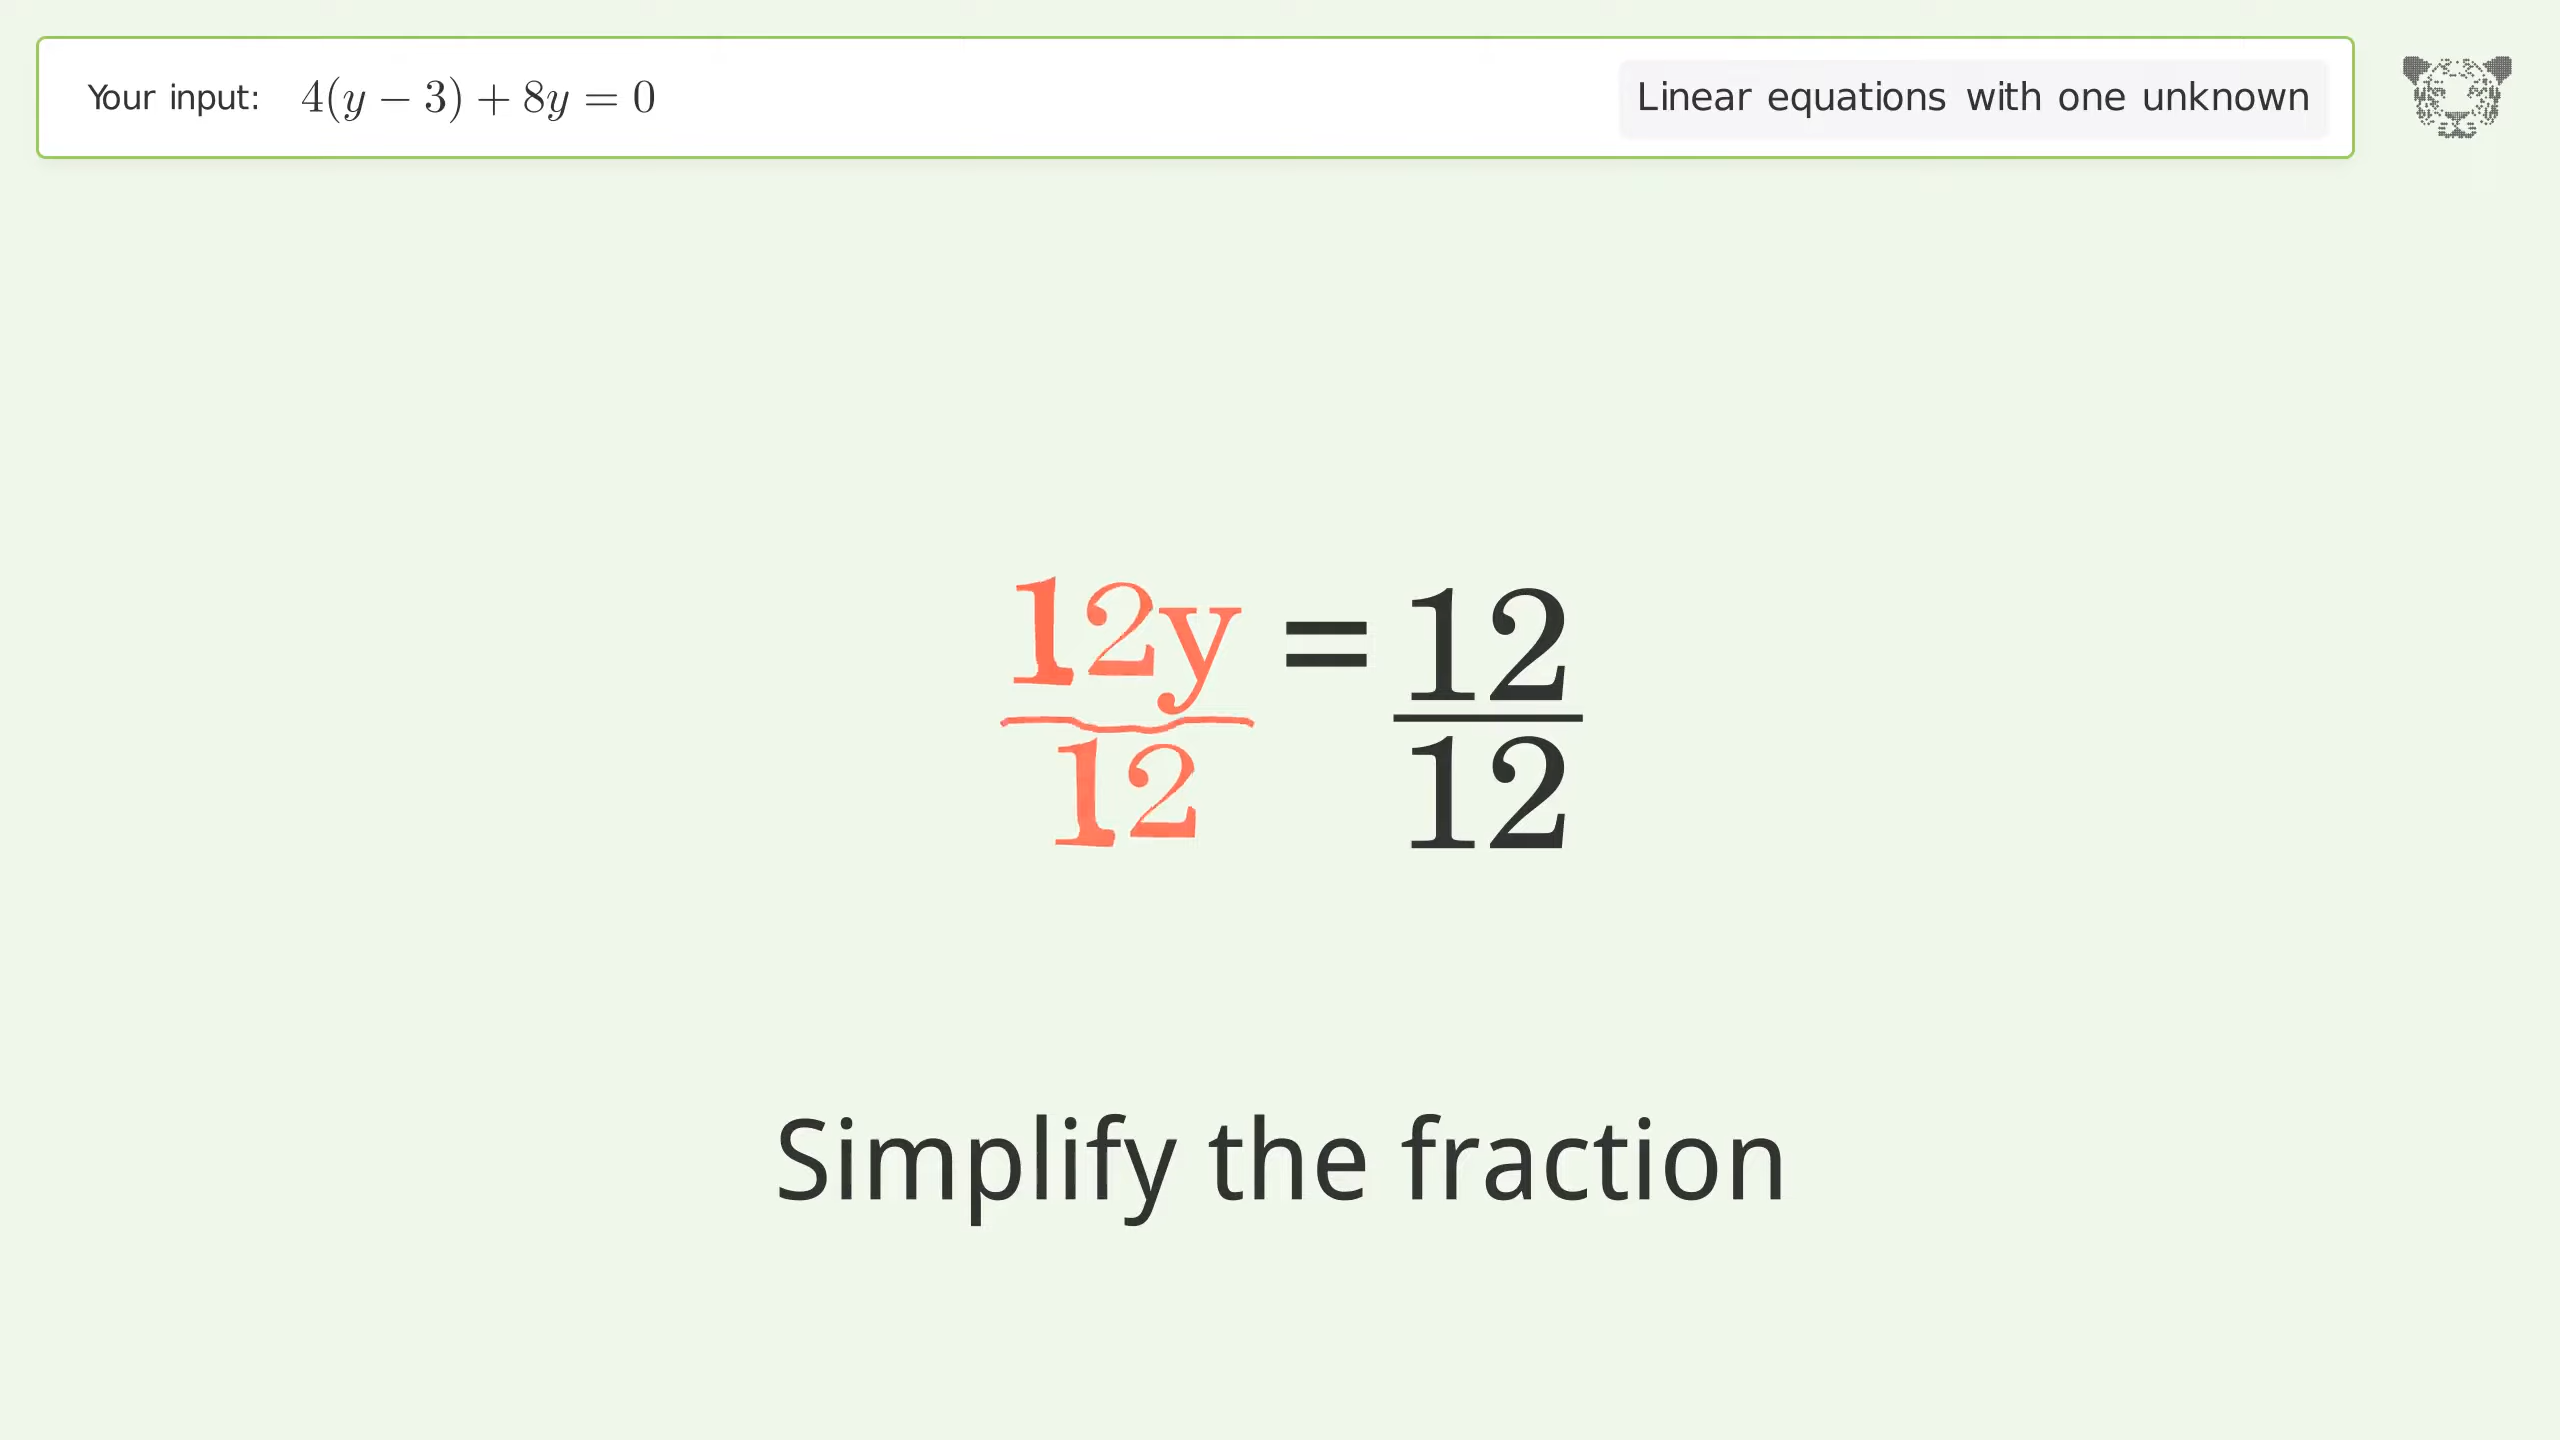 Your input: 4(y − 3) + 8y = 0
Linear equations with one unknown
12y/12 = 12/12
Simplify the fraction